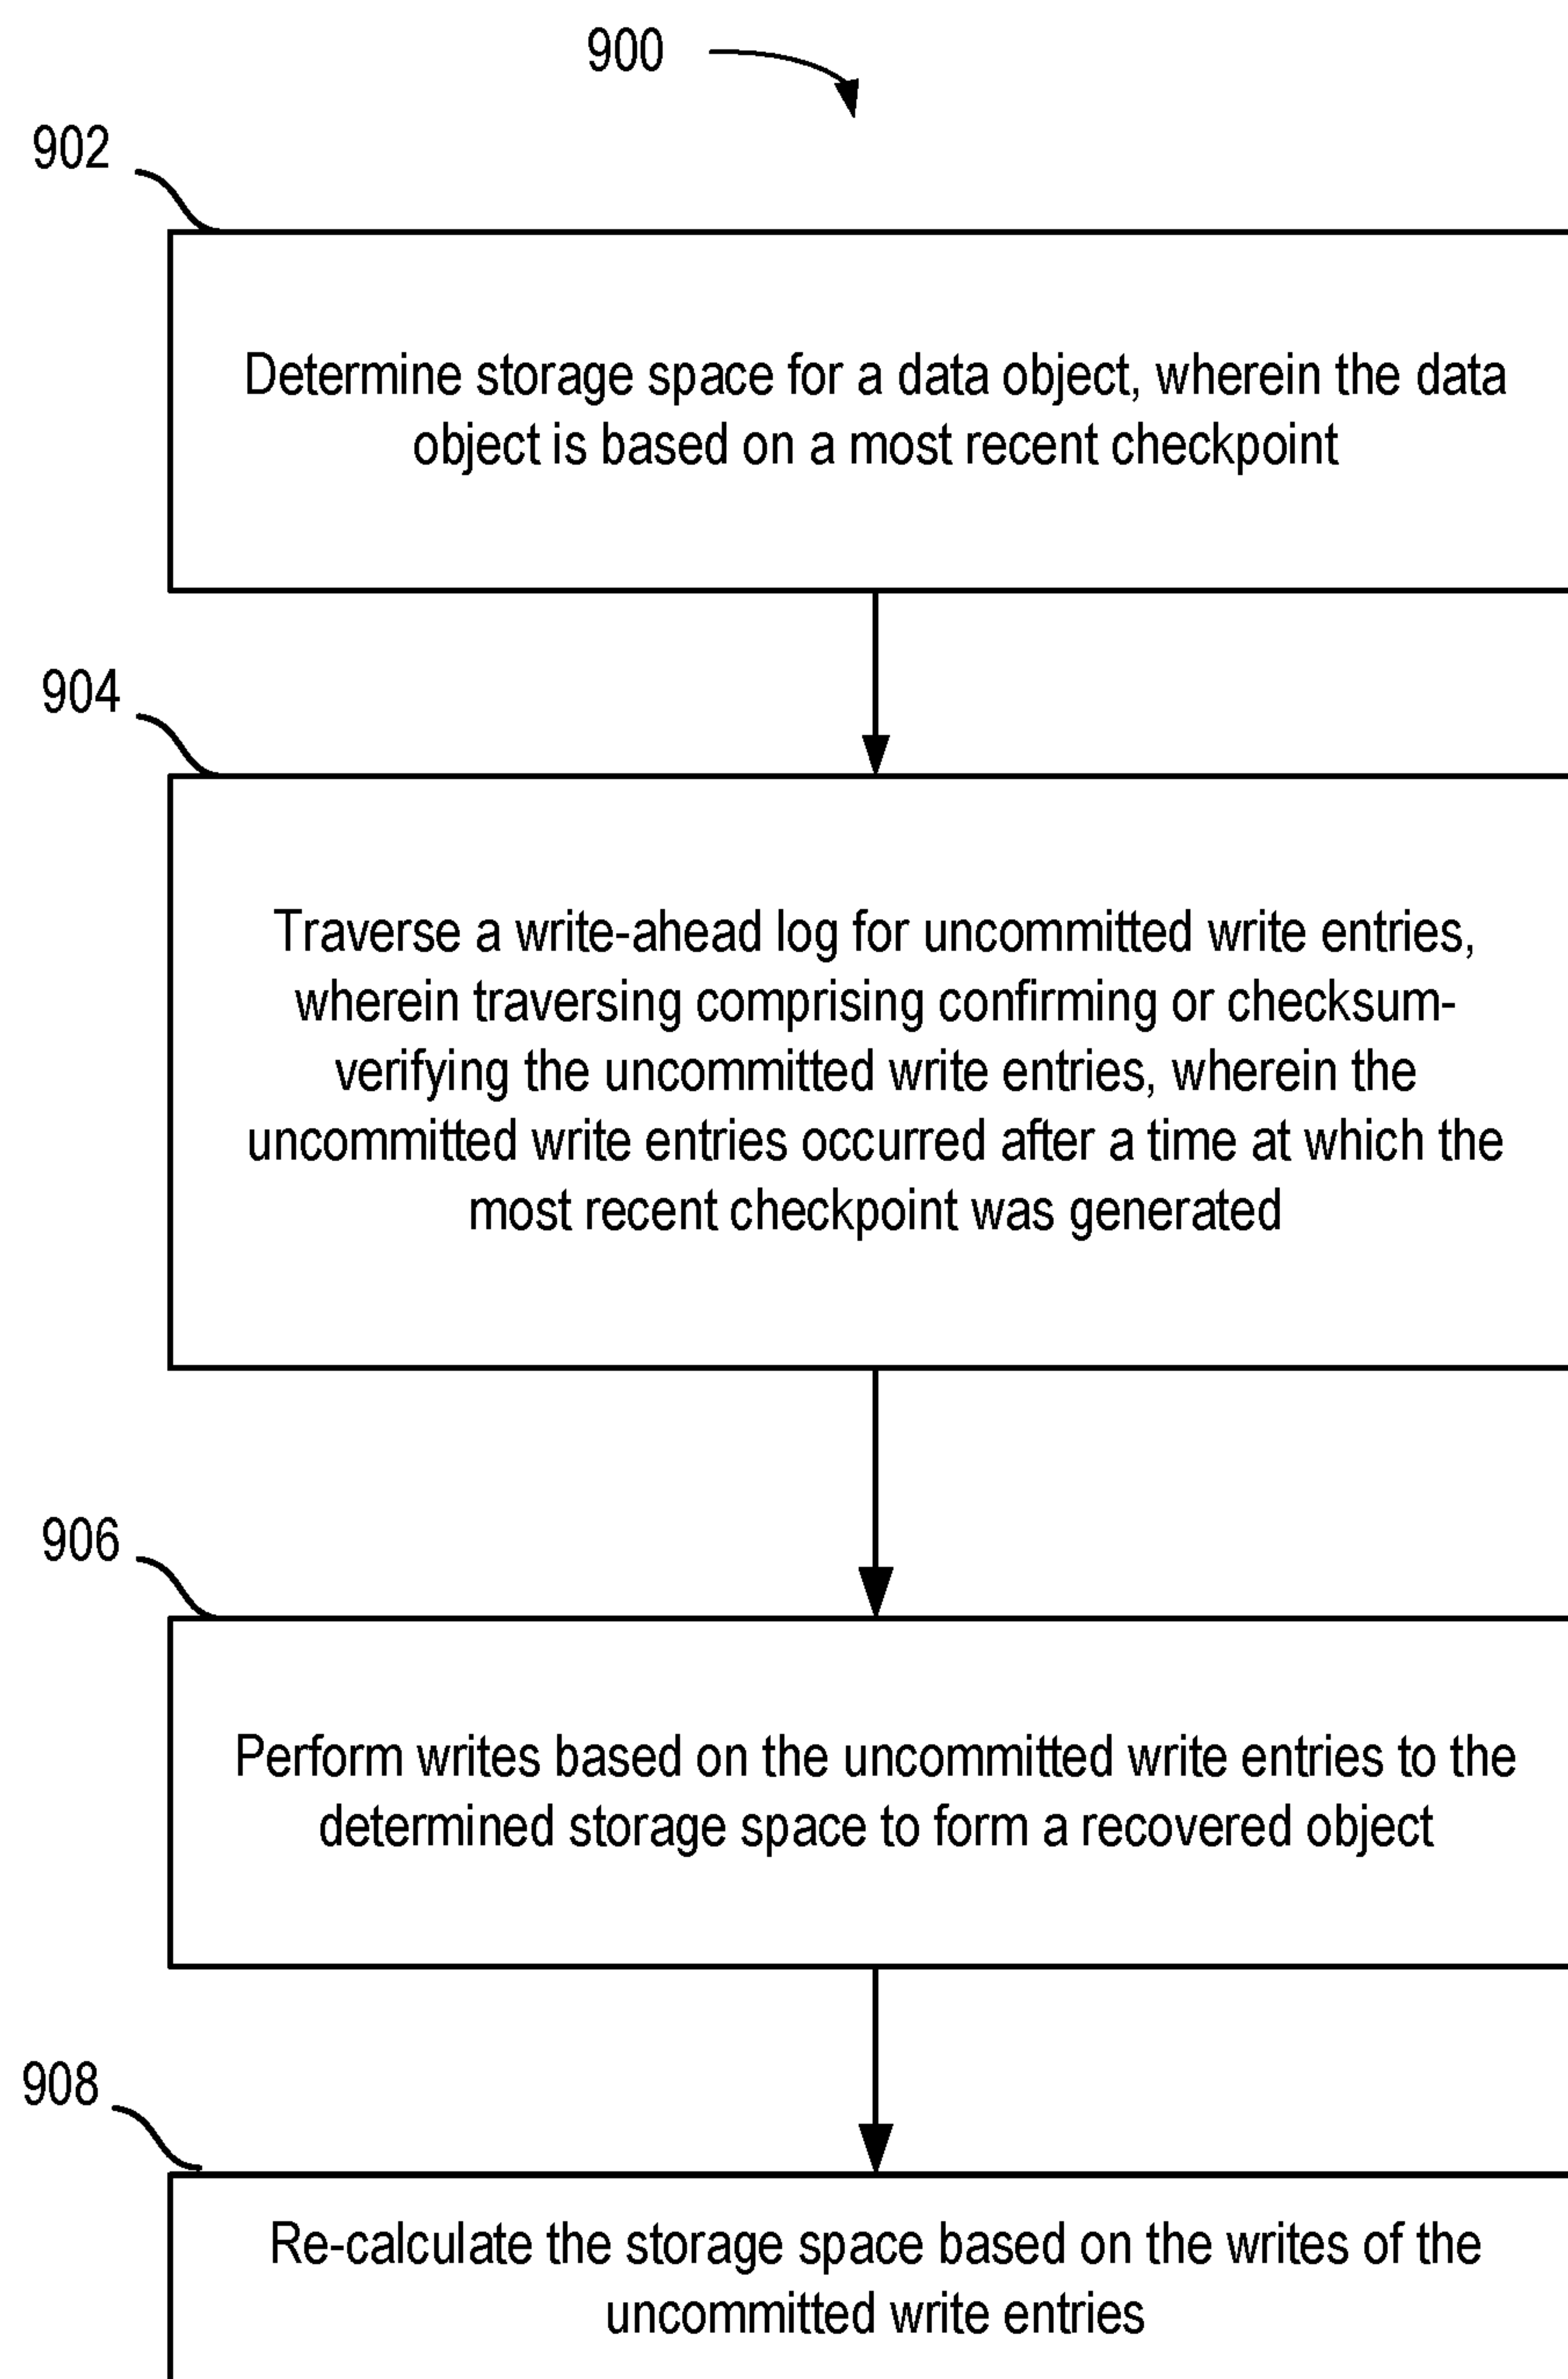 900
902
Determine storage space for a data object, wherein the data
object is based on a most recent checkpoint
904
Traverse a write-ahead log for uncommitted write entries,
wherein traversing comprising confirming or checksum-
verifying the uncommitted write entries, wherein the
uncommitted write entries occurred after a time at which the
most recent checkpoint was generated
906
Perform writes based on the uncommitted write entries to the
determined storage space to form a recovered object
908
Re-calculate the storage space based on the writes of the
uncommitted write entries